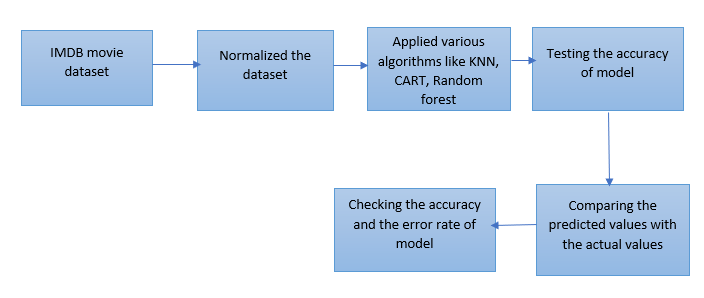 IMDB movie
dataset
Normalized the
dataset
Applied various
algorithms like KNN,
CART, Random
forest
Testing the accuracy
of model
Comparing the
predicted values with
the actual values
Checking the accuracy
and the error rate of
model